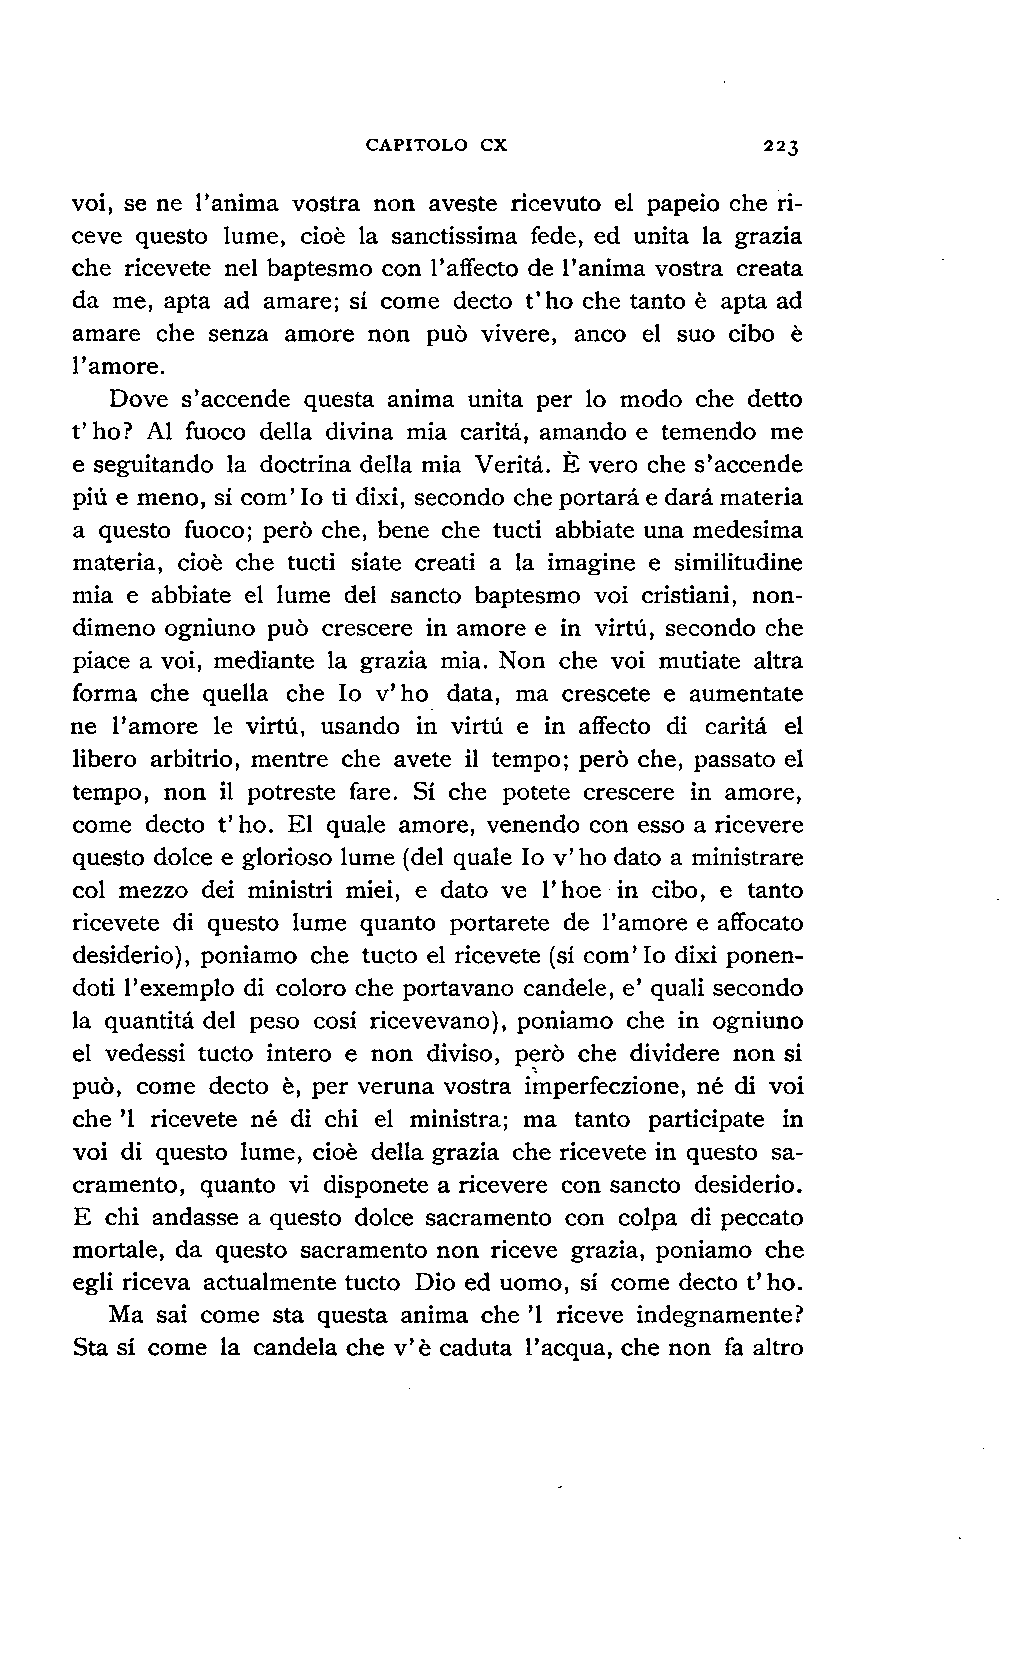 CAPITOLO CX 223
voi, se ne l'anima vostra non aveste ricevuto el papeio che ri-
ceve questo lume, cioè la sanctissima fede, ed unita la grazia
che ricevete nel baptesmo con l'affecto de l'anima vostra creata
da me, apta ad amare; sí come decto t'ho che tanto è apta ad
amare che senza amore non può vivere, anco el suo cibo è
l'amore.
Dove s'accende questa anima unita per lo modo che detto
t'ho? Al fuoco della divina mia caritá, amando e temendo me
e seguitando la doctrina della mia Veritá. È vero che s'accende
piú e meno, sí com' Io ti dixi, secondo che portará e dará materia
a questo fuoco; però che, bene che tucti abbiate una medesima
materia, cioè che tucti siate creati a la imagine e similitudine
mia e abbiate el lume del sancto baptesmo voi cristiani, non-
dimeno ogniuno può crescere in amore e in virtú, secondo che
piace a voi, mediante la grazia mia. Non che voi mutiate altra
forma che quella che Io v'ho data, ma crescete e aumentate
ne l'amore le virtú, usando in virtú e in affecto di caritá el
libero arbitrio, mentre che avete il tempo; però che, passato el
tempo, non il potreste fare. Sí che potete crescere in amore,
come decto t'ho. El quale amore, venendo con esso a ricevere
questo dolce e glorioso lume (del quale Io v'ho dato a ministrare
col mezzo dei ministri miei, e dato ve l'hoe in cibo, e tanto
ricevete di questo lume quanto portarete de l'amore e affocato
desiderio), poniamo che tucto el ricevete (sí com' Io dixi ponen-
doti l'exemplo di coloro che portavano candele, e' quali secondo
la quantitá del peso cosí ricevevano), poniamo che in ogniuno
el vedessi tucto intero e non diviso, però che dividere non si
può, come decto è, per veruna vostra imperfeczione, né di voi
che 'l ricevete né di chi el ministra; ma tanto participate in
voi di questo lume, cioè della grazia che ricevete in questo sa-
cramento, quanto vi disponete a ricevere con sancto desiderio.
E chi andasse a questo dolce sacramento con colpa di peccato
mortale, da questo sacramento non riceve grazia, poniamo che
egli riceva actualmente tucto Dio ed uomo, sí come decto t'ho.
Ma sai come sta questa anima che 'l riceve indegnamente?
Sta sí come la candela che v'è caduta l'acqua, che non fa altro